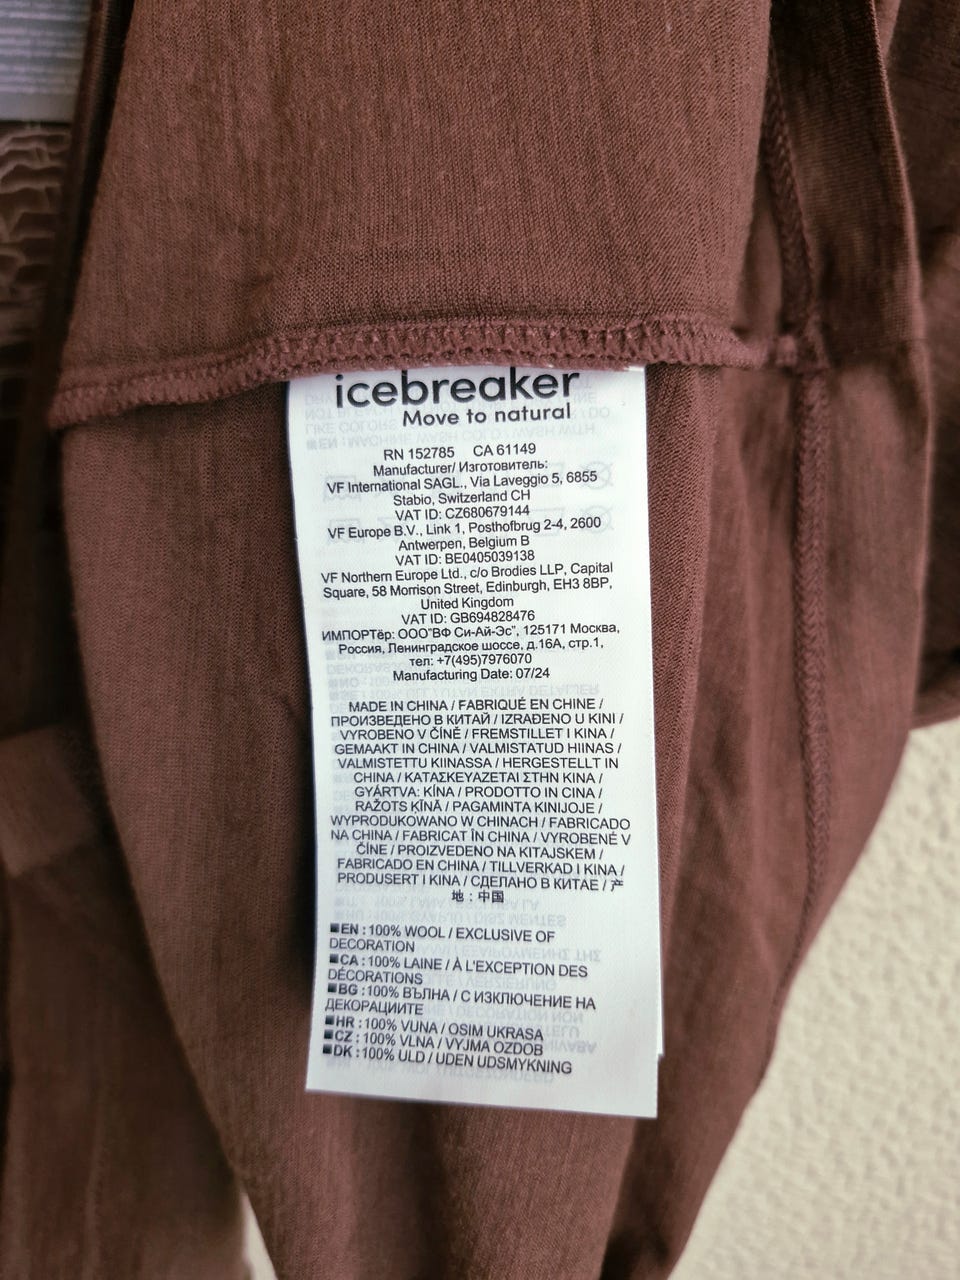 icebreaker
Move to natural
RN 152785 CA 61149
Manufacturer/ Изготовитель:
VF International SAGL., Via Laveggio 5, 6855
Stabio, Switzerland CH
VAT ID: CZ680679144
VF Europe B.V., Link 1, Posthofbrug 2-4, 2600
Antwerpen, Belgium B
VAT ID: BE0405039138
VF Northern Europe Ltd., c/o Brodies LLP, Capital
Square, 58 Morrison Street, Edinburgh, EH3 8BP,
United Kingdom
VAT ID: GB694828476
ИМПОРТёр: ООО"ВФ Си-Ай-Эс", 125171 Москва,
Россия, Ленинградское шоссе, д.16А, стр.1,
тел: +7(495)7976070
Manufacturing Date: 07/24
MADE IN CHINA / FABRIQUÉ EN CHINE /
ПРОИЗВЕДЕНО В КИТАЙ / IZRAĐENO U KINI /
VYROBENO V ČÍNĚ / FREMSTILLET I KINA /
GEMAAKT IN CHINA / VALMISTATUD HIINAS /
VALMISTETTU KIINASSA / HERGESTELLT IN
CHINA / ΚΑΤΑΣΚΕΥΑΖΕΤΑΙ ΣΤΗΝ ΚΙΝΑ /
GYÁRTVA: KÍNA / PRODOTTO IN CINA /
RAŽOTS ĶĪNĀ / PAGAMINTA KINIJOJE /
WYPRODUKOWANO W CHINACH / FABRICADO
NA CHINA / FABRICAT ÎN CHINA / VYROBENÉ V
ČÍNE / PROIZVEDENO NA KITAJSKEM /
FABRICADO EN CHINA / TILLVERKAD I KINA /
PRODUSERT I KINA / СДЕЛАНО В КИТАЕ / 产
地：中国
■EN : 100% WOOL / EXCLUSIVE OF
DECORATION
■CA : 100% LAINE / À L'EXCEPTION DES
DÉCORATIONS
■BG : 100% ВЪЛНА / С ИЗКЛЮЧЕНИЕ НА
ДЕКОРАЦИИТЕ
■HR : 100% VUNA / OSIM UKRASA
■CZ : 100% VLNA / VYJMA OZDOB
■DK : 100% ULD / UDEN UDSMYKNING